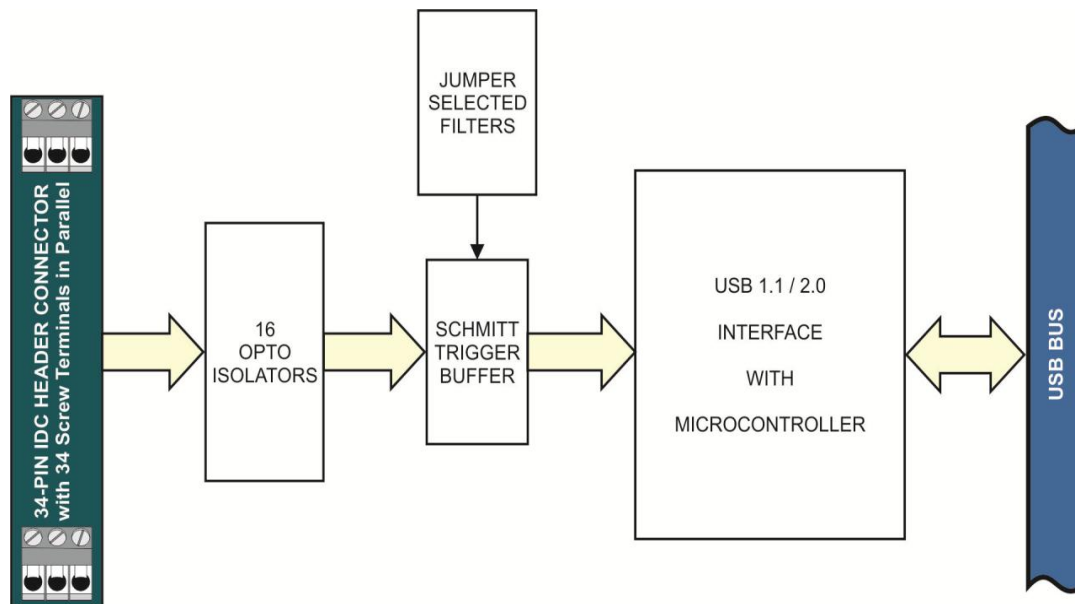 34-PIN IDC HEADER CONNECTOR
with 34 Screw Terminals in Parallel
16
OPTO
ISOLATORS
JUMPER
SELECTED
FILTERS
SCHMITT
TRIGGER
BUFFER
USB 1.1 / 2.0
INTERFACE
WITH
MICROCONTROLLER
USB BUS